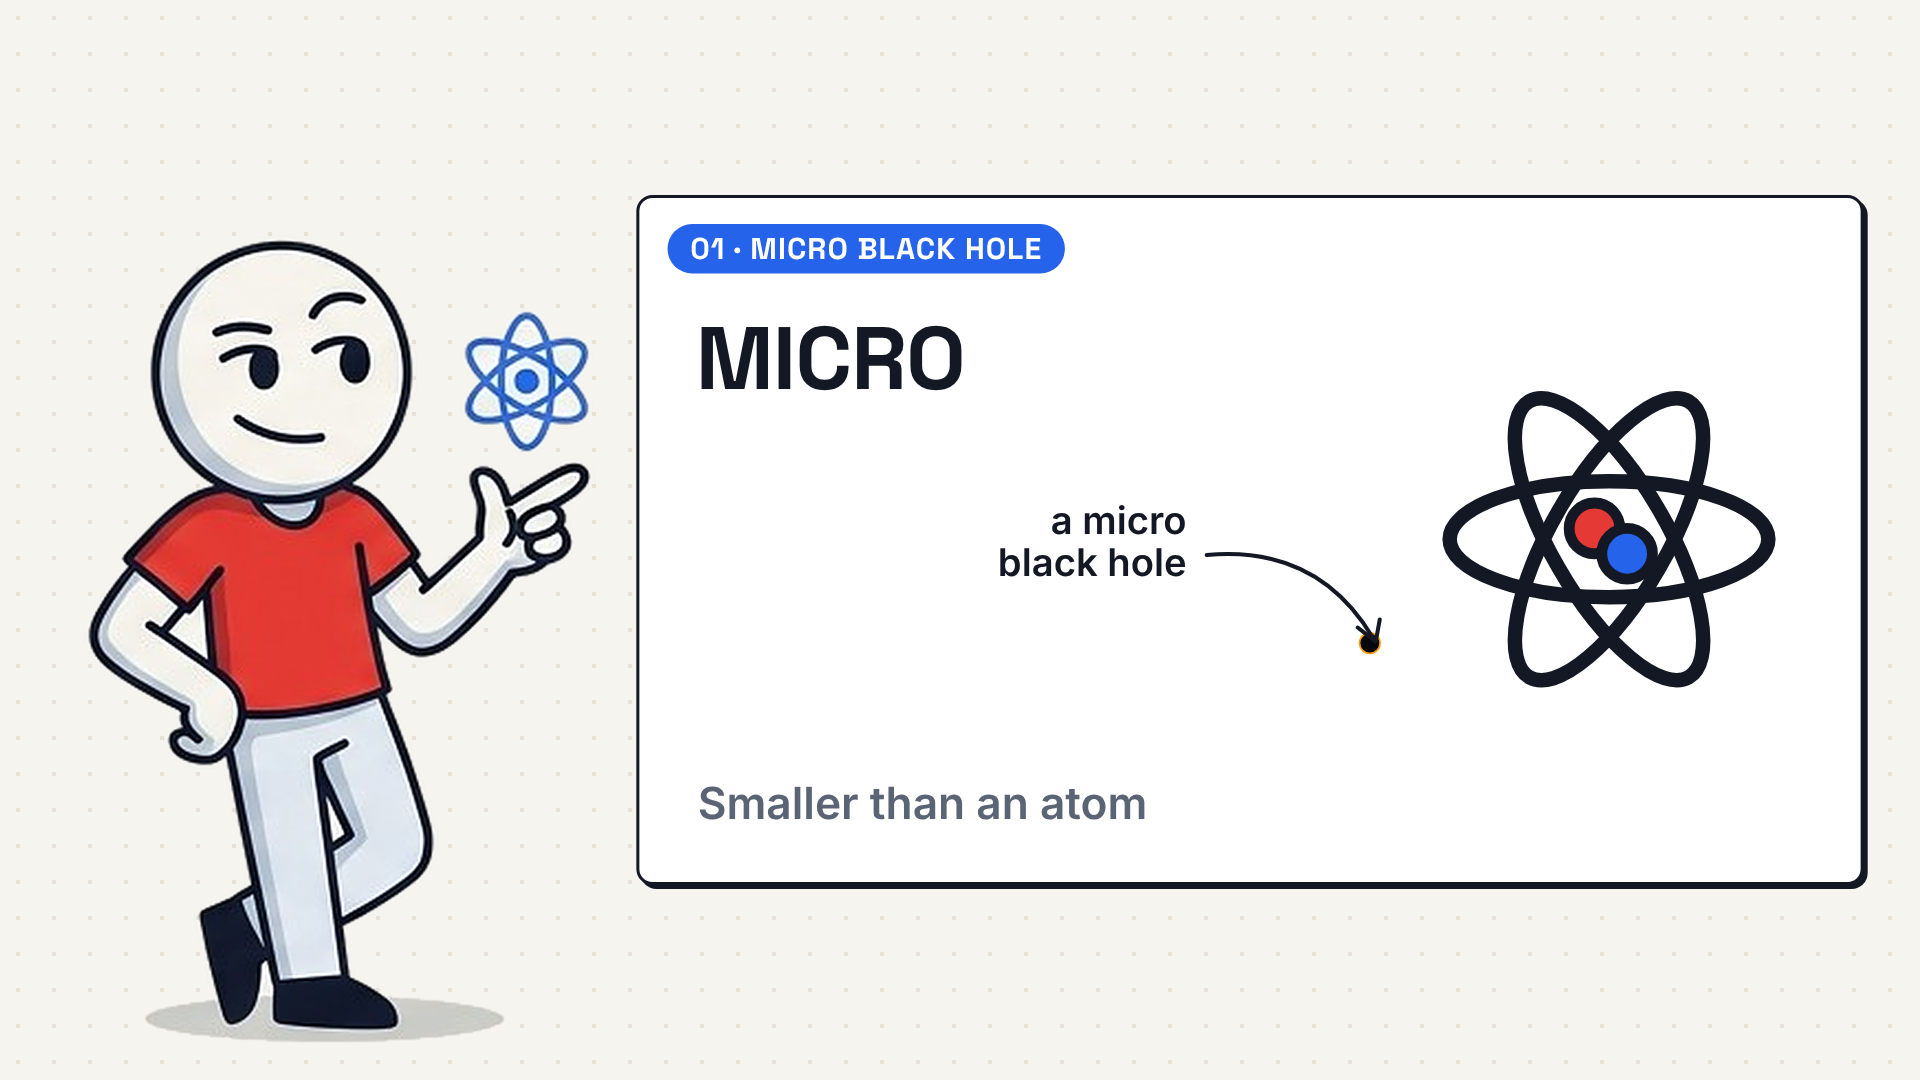 01 · MICRO BLACK HOLE
MICRO
a micro
black hole
Smaller than an atom